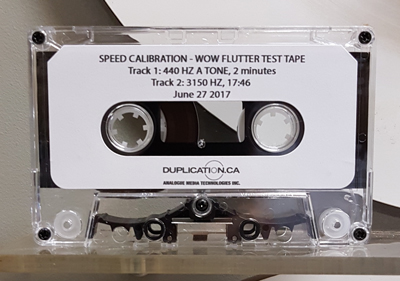 SPEED CALIBRATION - WOW FLUTTER TEST TAPE
Track 1: 440 HZ A TONE, 2 minutes
Track 2: 3150 HZ, 17:46
June 27 2017
DUPLICATION.CA
ANALOGUE MEDIA TECHNOLOGIES INC.